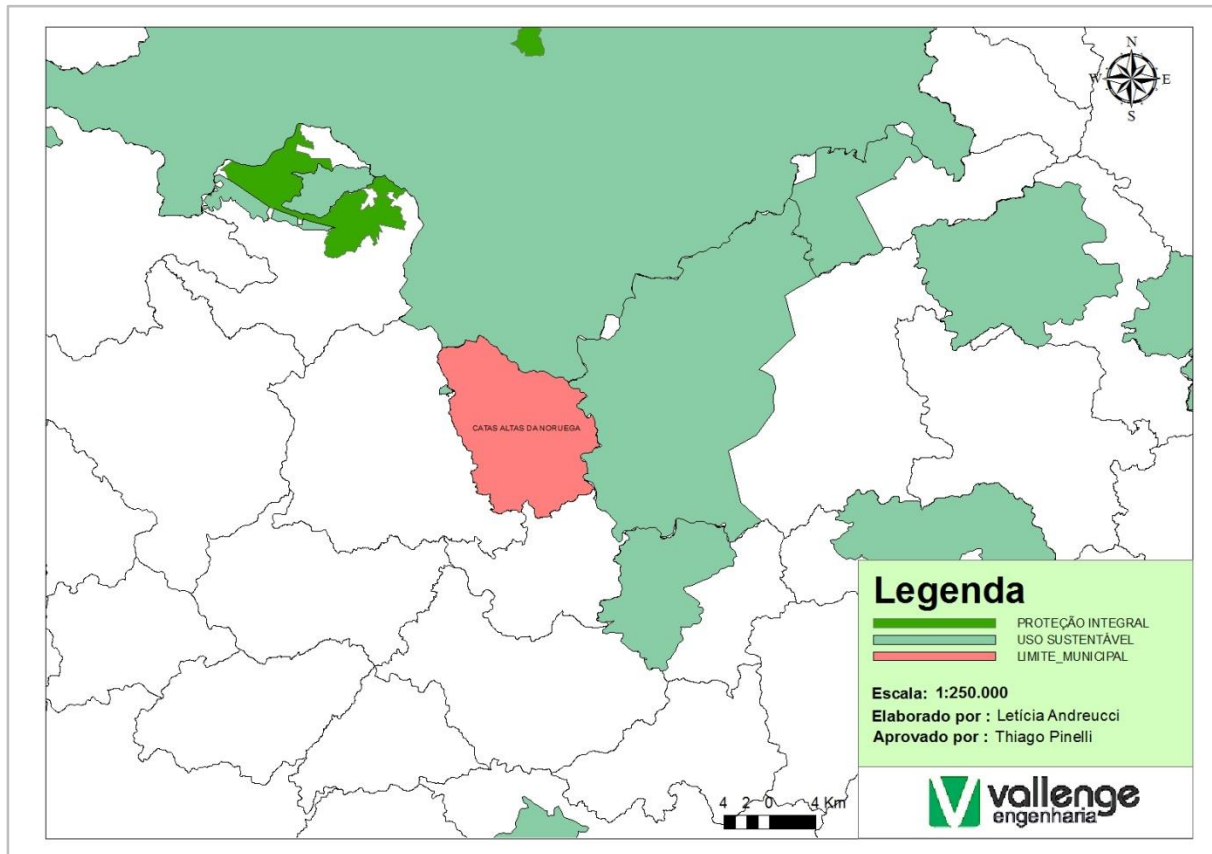 N
W E
S
CATAS ALTAS DA NORUEGA
Legenda
PROTEÇÃO INTEGRAL
USO SUSTENTÁVEL
LIMITE_MUNICIPAL
Escala: 1:250.000
Elaborado por : Letícia Andreucci
Aprovado por : Thiago Pinelli
4 2 0 4 Km
vallenge
engenharia